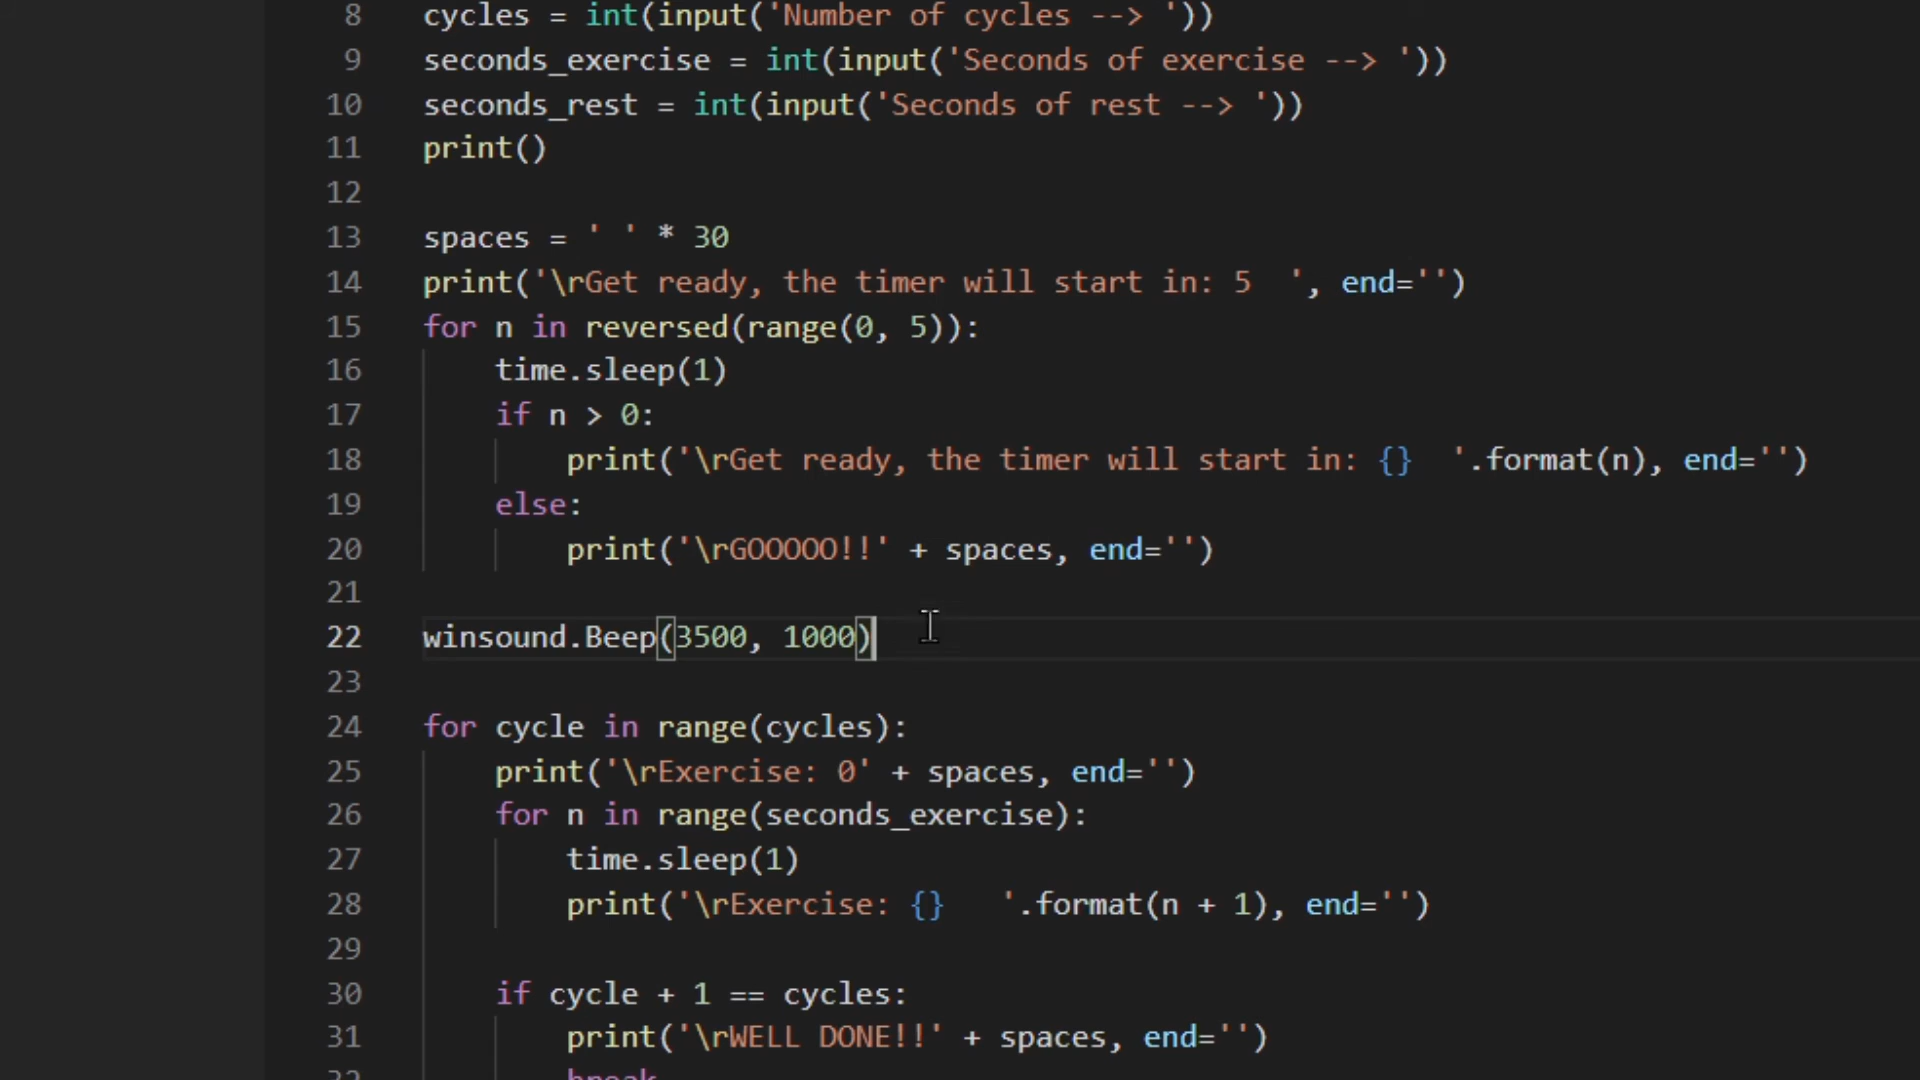 8 cycles = int(input('Number of cycles --> '))
9 seconds_exercise = int(input('Seconds of exercise --> '))
10 seconds_rest = int(input('Seconds of rest --> '))
11 print()
12
13 spaces = ' ' * 30
14 print('\rGet ready, the timer will start in: 5  ', end='')
15 for n in reversed(range(0, 5)):
16     time.sleep(1)
17     if n > 0:
18         print('\rGet ready, the timer will start in: {}  '.format(n), end='')
19     else:
20         print('\rGOOOOO!!' + spaces, end='')
21
22 winsound.Beep(3500, 1000)
23
24 for cycle in range(cycles):
25     print('\rExercise: 0' + spaces, end='')
26     for n in range(seconds_exercise):
27         time.sleep(1)
28         print('\rExercise: {}   '.format(n + 1), end='')
29
30     if cycle + 1 == cycles:
31         print('\rWELL DONE!!' + spaces, end='')
32         break